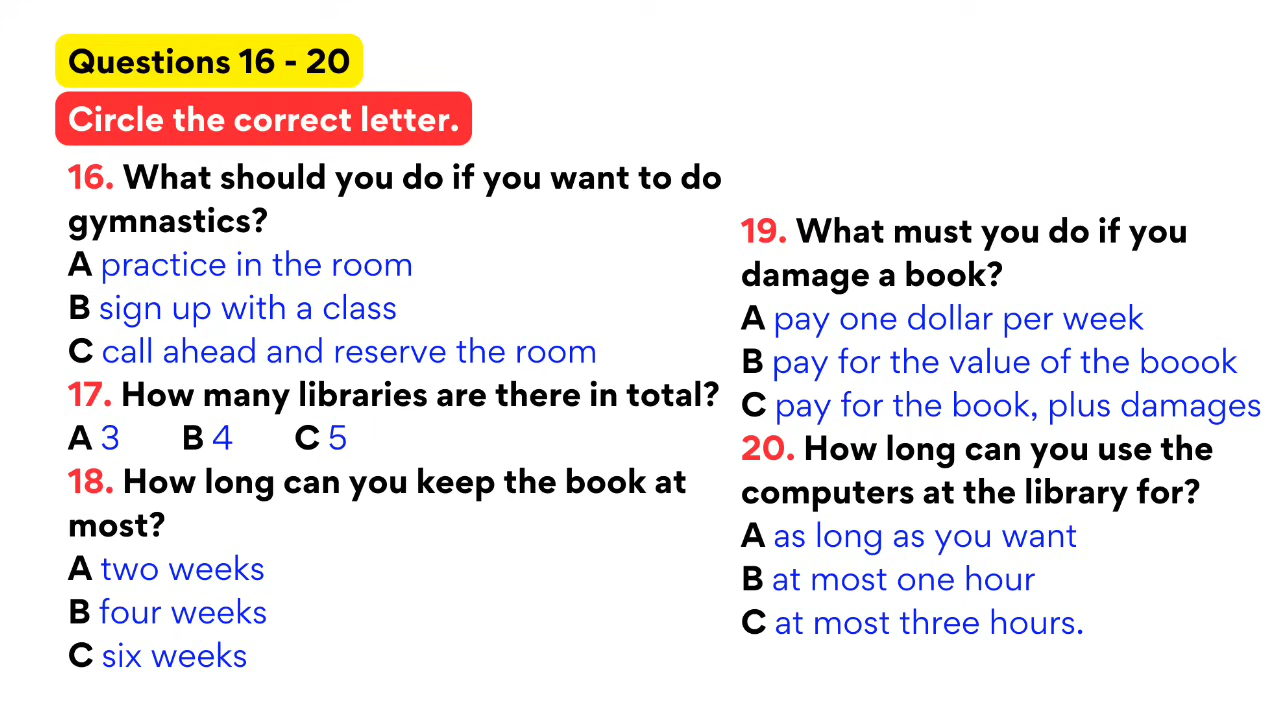 Questions 16 - 20
Circle the correct letter.
16. What should you do if you want to do
gymnastics?
A practice in the room
B sign up with a class
C call ahead and reserve the room
17. How many libraries are there in total?
A 3 B 4 C 5
18. How long can you keep the book at
most?
A two weeks
B four weeks
C six weeks
19. What must you do if you
damage a book?
A pay one dollar per week
B pay for the value of the boook
C pay for the book, plus damages
20. How long can you use the
computers at the library for?
A as long as you want
B at most one hour
C at most three hours.